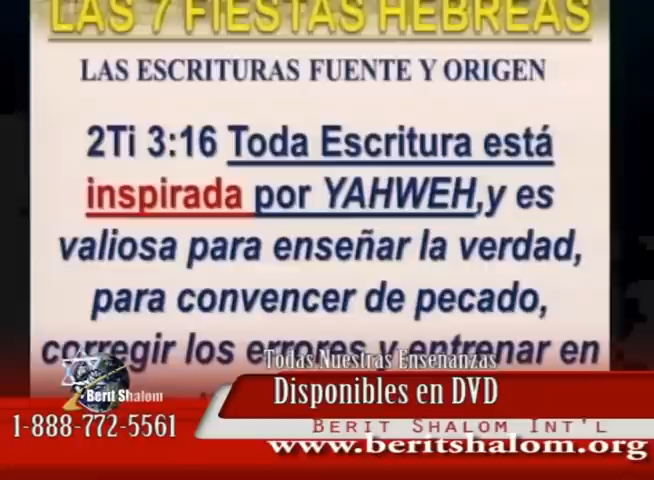 LAS 7 FIESTAS HEBREAS
LAS ESCRITURAS FUENTE Y ORIGEN
2Ti 3:16 Toda Escritura está
inspirada por YAHWEH,y es
valiosa para enseñar la verdad,
para convencer de pecado,
corregir los errores y entrenar en
Todas Nuestras Ensenanzas
Berit Shalom
Disponibles en DVD
1-888-772-5561
BERIT SHALOM INT'L
www.beritshalom.org